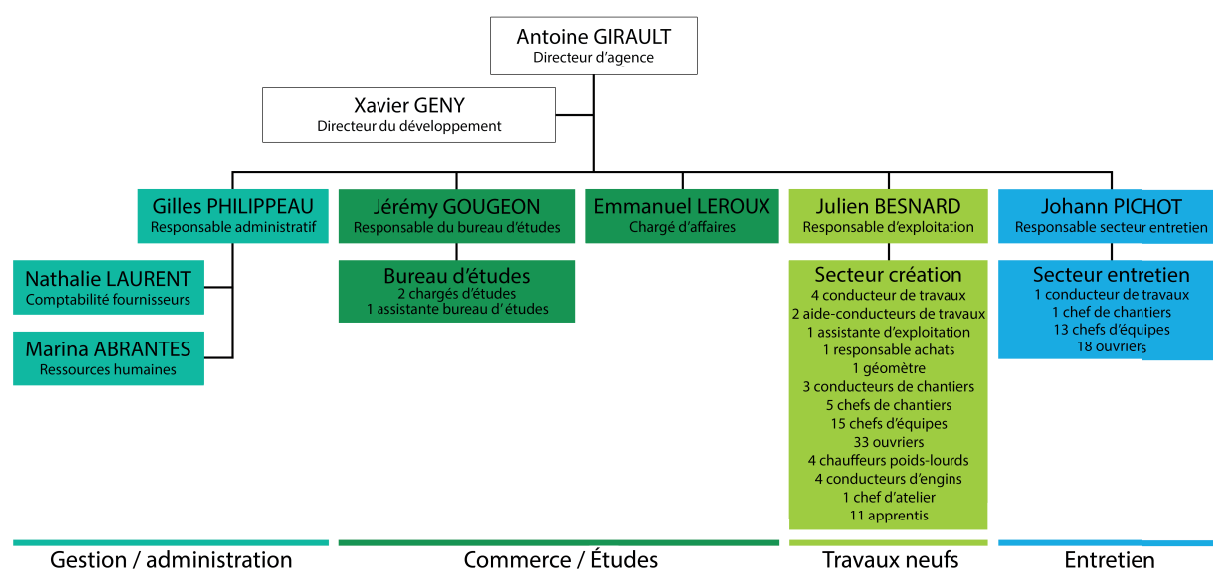 Antoine GIRAULT
Directeur d'agence
Xavier GENY
Directeur du développement
Gilles PHILIPPEAU
Responsable administratif
Jérémy GOUGEON
Responsable du bureau d'études
Emmanuel LEROUX
Chargé d'affaires
Julien BESNARD
Responsable d'exploitation
Johann PICHOT
Responsable secteur entretien
Nathalie LAURENT
Comptabilité fournisseurs
Marina ABRANTES
Ressources humaines
Bureau d'études
2 chargés d'études
1 assistante bureau d'études
Secteur création
4 conducteur de travaux
2 aide-conducteurs de travaux
1 assistante d'exploitation
1 responsable achats
1 géomètre
3 conducteurs de chantiers
5 chefs de chantiers
15 chefs d'équipes
33 ouvriers
4 chauffeurs poids-lourds
4 conducteurs d'engins
1 chef d'atelier
11 apprentis
Secteur entretien
1 conducteur de travaux
1 chef de chantiers
13 chefs d'équipes
18 ouvriers
Gestion / administration
Commerce / Études
Travaux neufs
Entretien